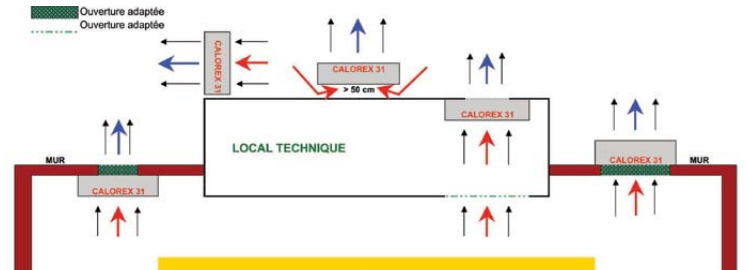 Ouverture adaptée
Ouverture adaptée
CALOREX 31
CALOREX 31
> 50 cm
CALOREX 31
LOCAL TECHNIQUE
MUR
CALOREX 31
CALOREX 31
MUR